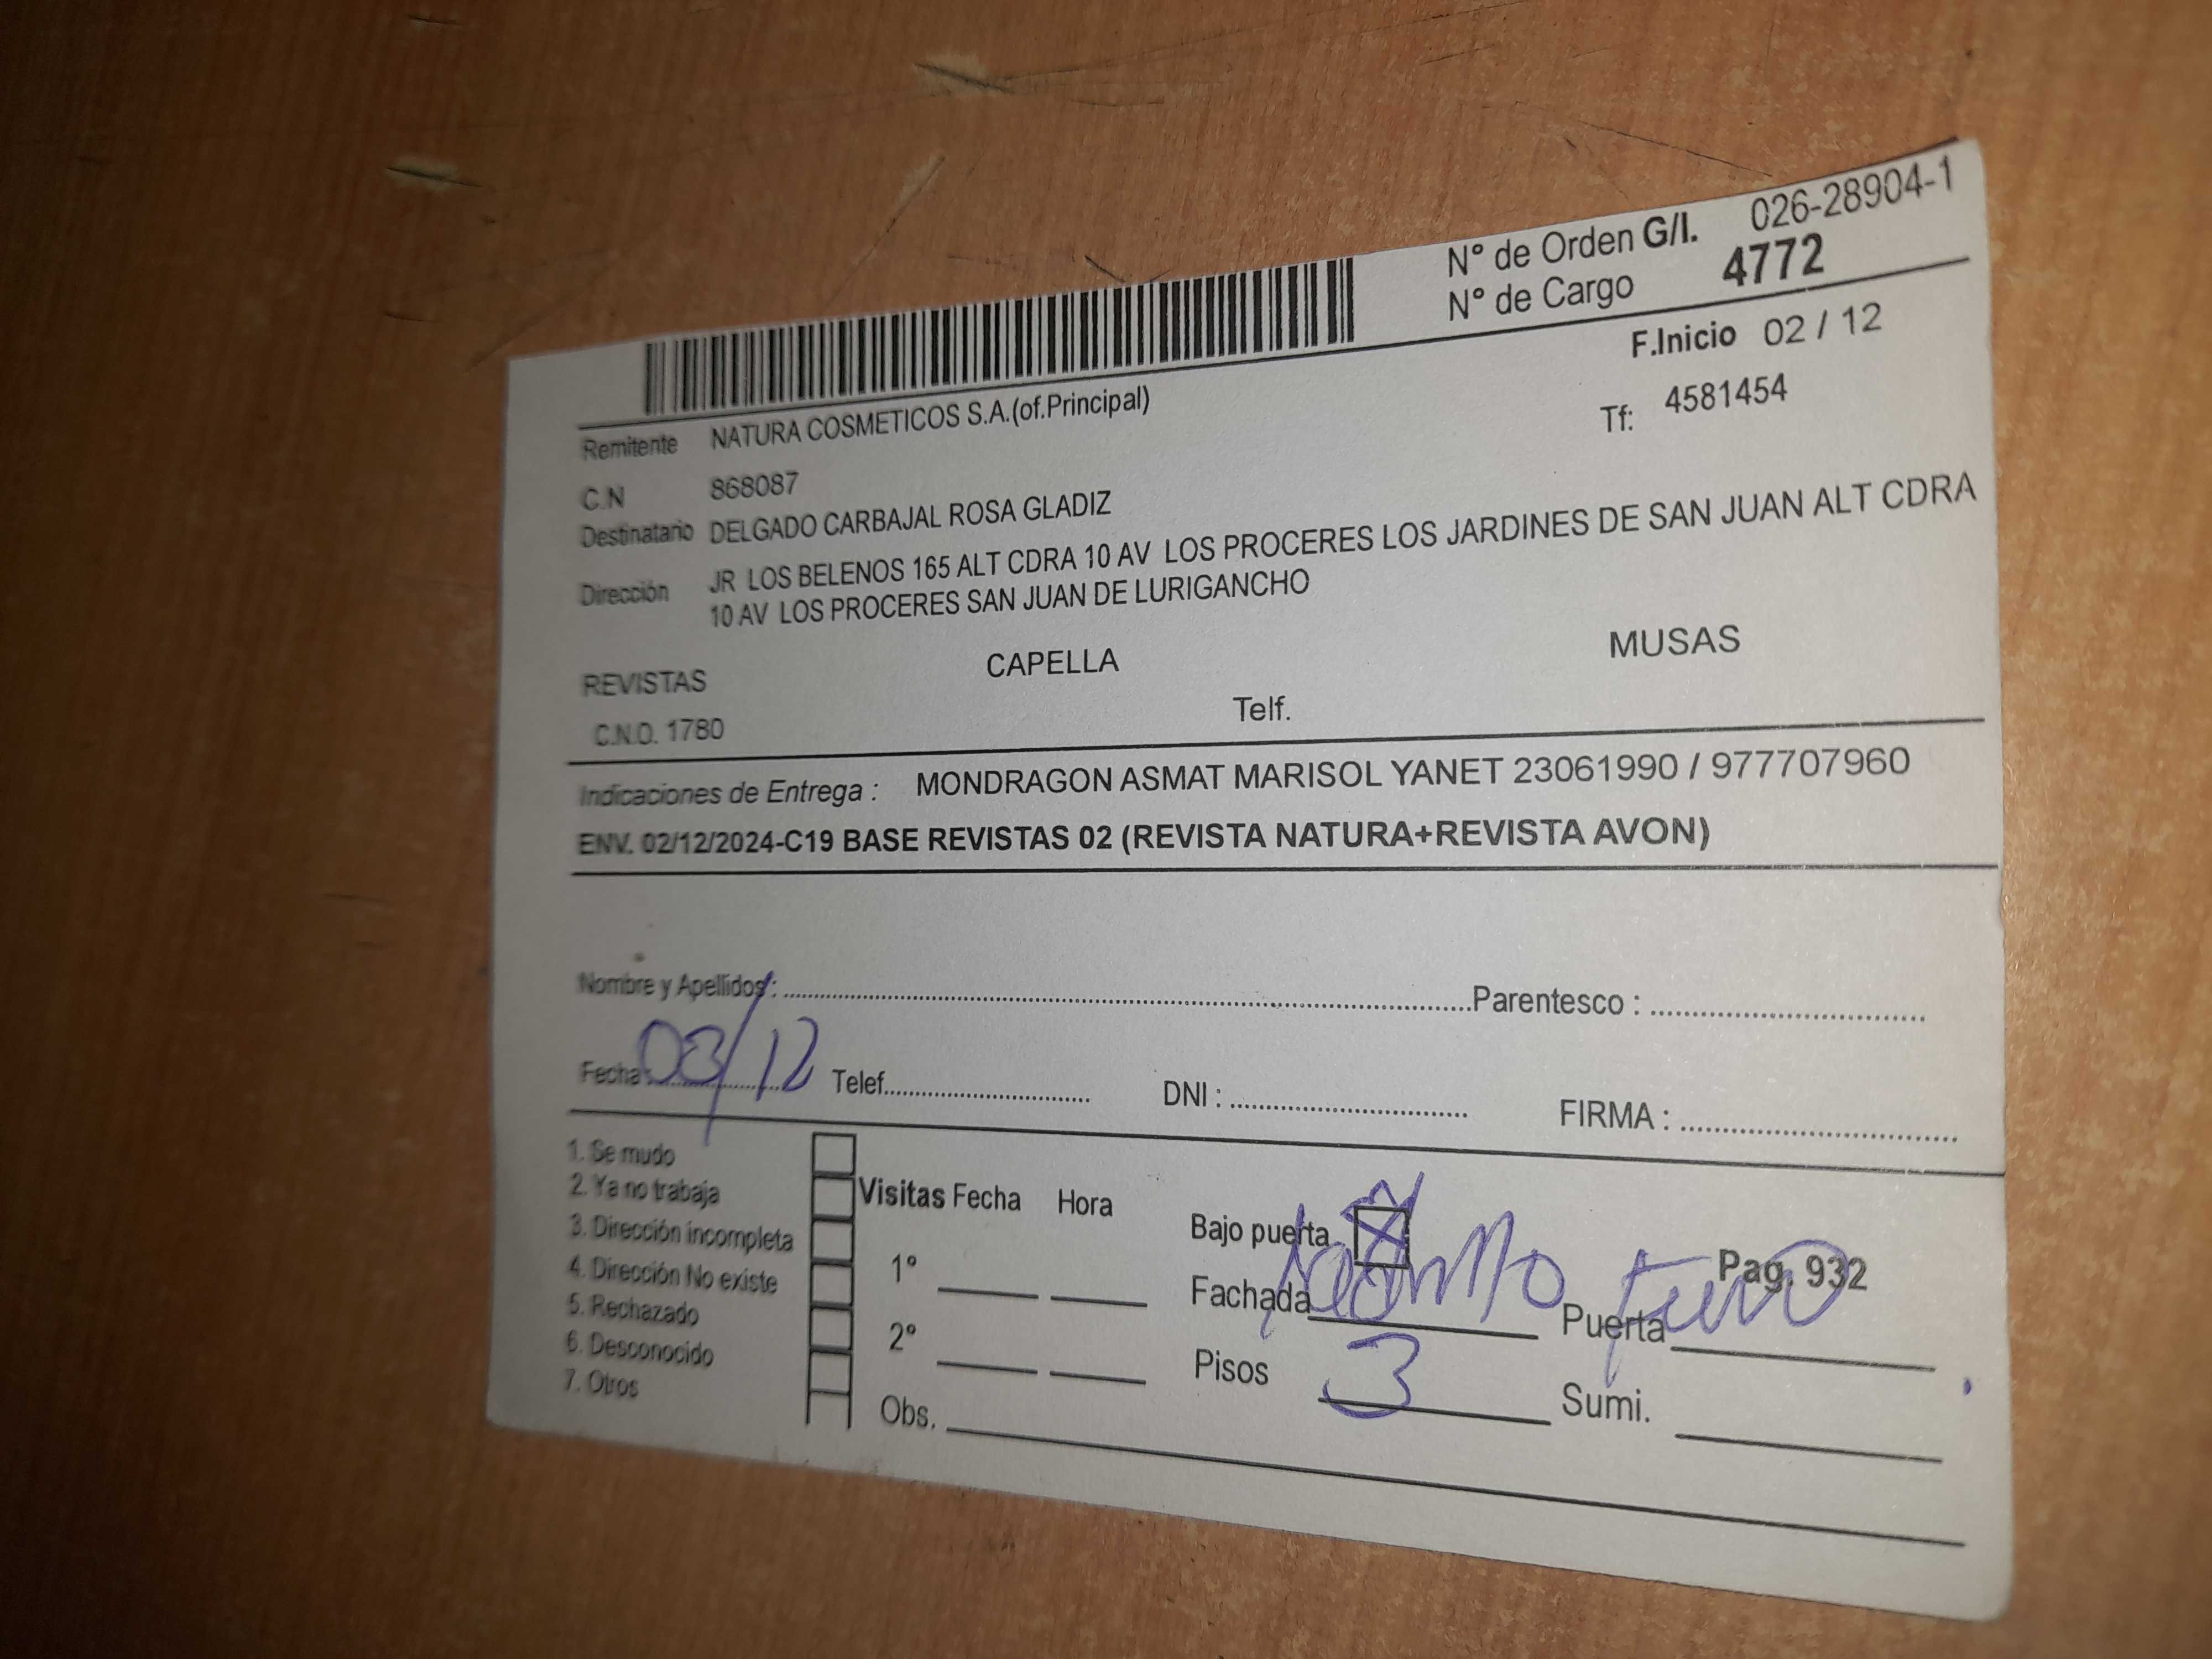 N° de Orden G/I. 026-28904-1
N° de Cargo 4772
F.Inicio 02 / 12
Remitente NATURA COSMETICOS S.A.(of.Principal)
Tf: 4581454
C.N 868087
Destinatario DELGADO CARBAJAL ROSA GLADIZ
Dirección JR LOS BELENOS 165 ALT CDRA 10 AV LOS PROCERES LOS JARDINES DE SAN JUAN ALT CDRA
10 AV LOS PROCERES SAN JUAN DE LURIGANCHO
REVISTAS CAPELLA MUSAS
C.N.O. 1780 Telf.
Indicaciones de Entrega : MONDRAGON ASMAT MARISOL YANET 23061990 / 977707960
ENV. 02/12/2024-C19 BASE REVISTAS 02 (REVISTA NATURA+REVISTA AVON)
Nombre y Apellidos : Parentesco :
Fecha 03/12 Telef. DNI : FIRMA :
1. Se mudo
2. Ya no trabaja
3. Dirección incompleta
4. Dirección No existe
5. Rechazado
6. Desconocido
7. Otros
Visitas Fecha Hora
1°
2°
Obs.
Bajo puerta X
Fachada
Pisos 3
Pag. 932
Puerta
Sumi.